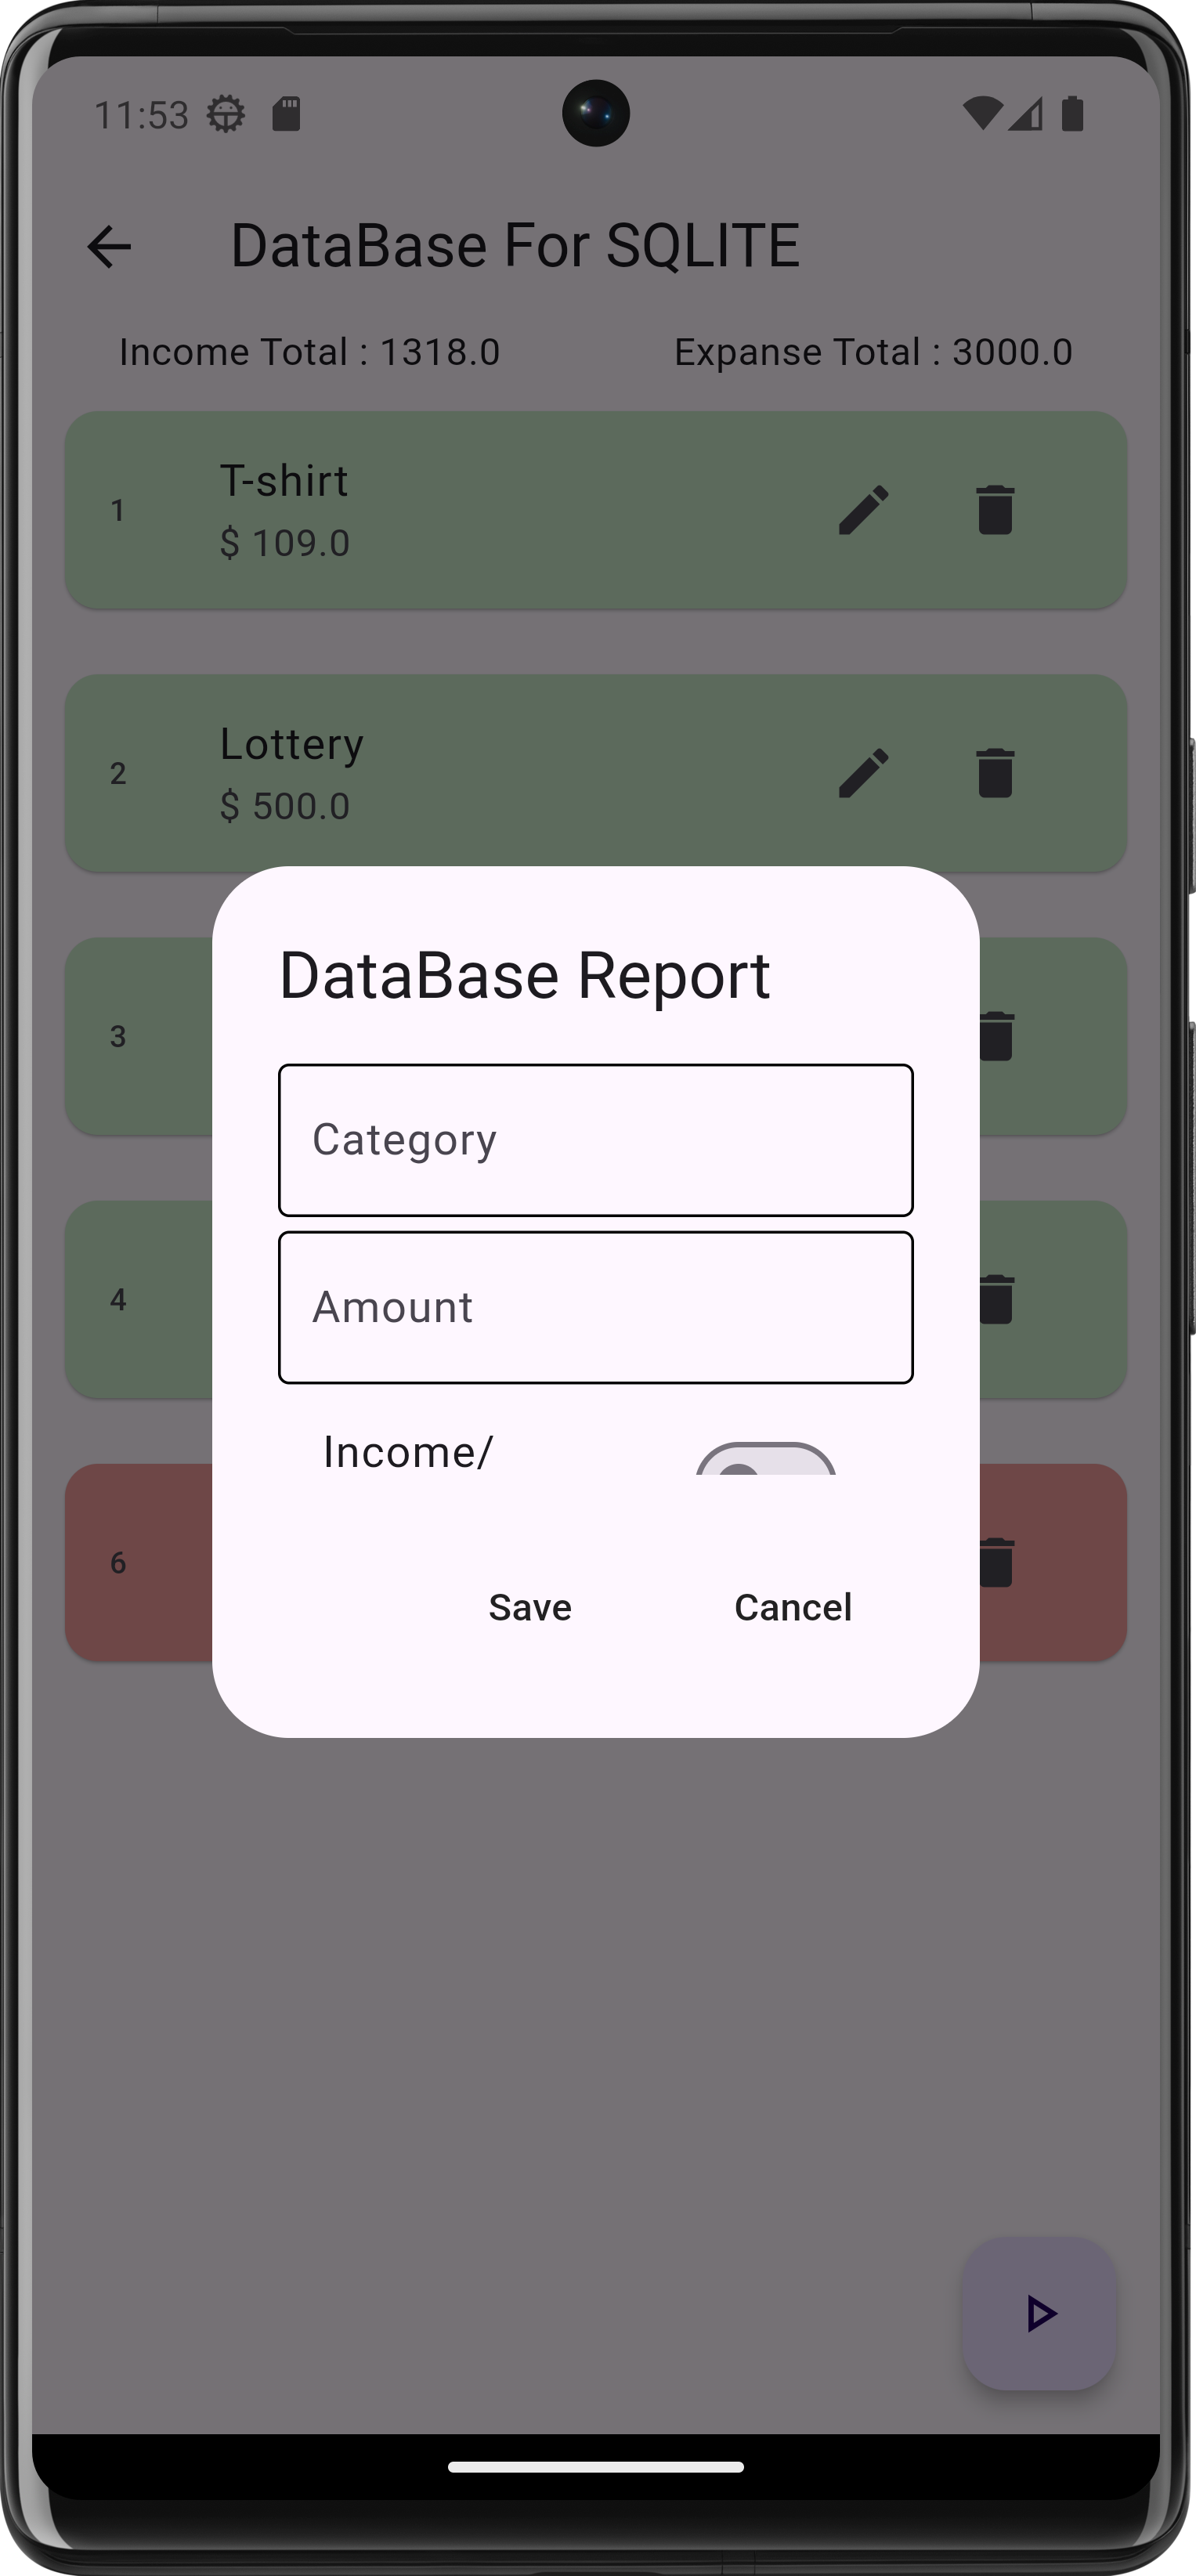 11:53
DataBase For SQLITE
Income Total : 1318.0
Expanse Total : 3000.0
1
T-shirt
$ 109.0
2
Lottery
$ 500.0
3
4
6
DataBase Report
Category
Amount
Income/
Save
Cancel